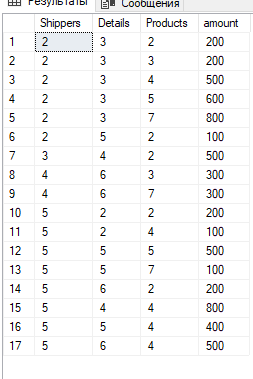 Результаты Сообщения
Shippers Details Products amount
1 2 3 2 200
2 2 3 3 200
3 2 3 4 500
4 2 3 5 600
5 2 3 7 800
6 2 5 2 100
7 3 4 2 500
8 4 6 3 300
9 4 6 7 300
10 5 2 2 200
11 5 2 4 100
12 5 5 5 500
13 5 5 7 100
14 5 6 2 200
15 5 4 4 800
16 5 5 4 400
17 5 6 4 500